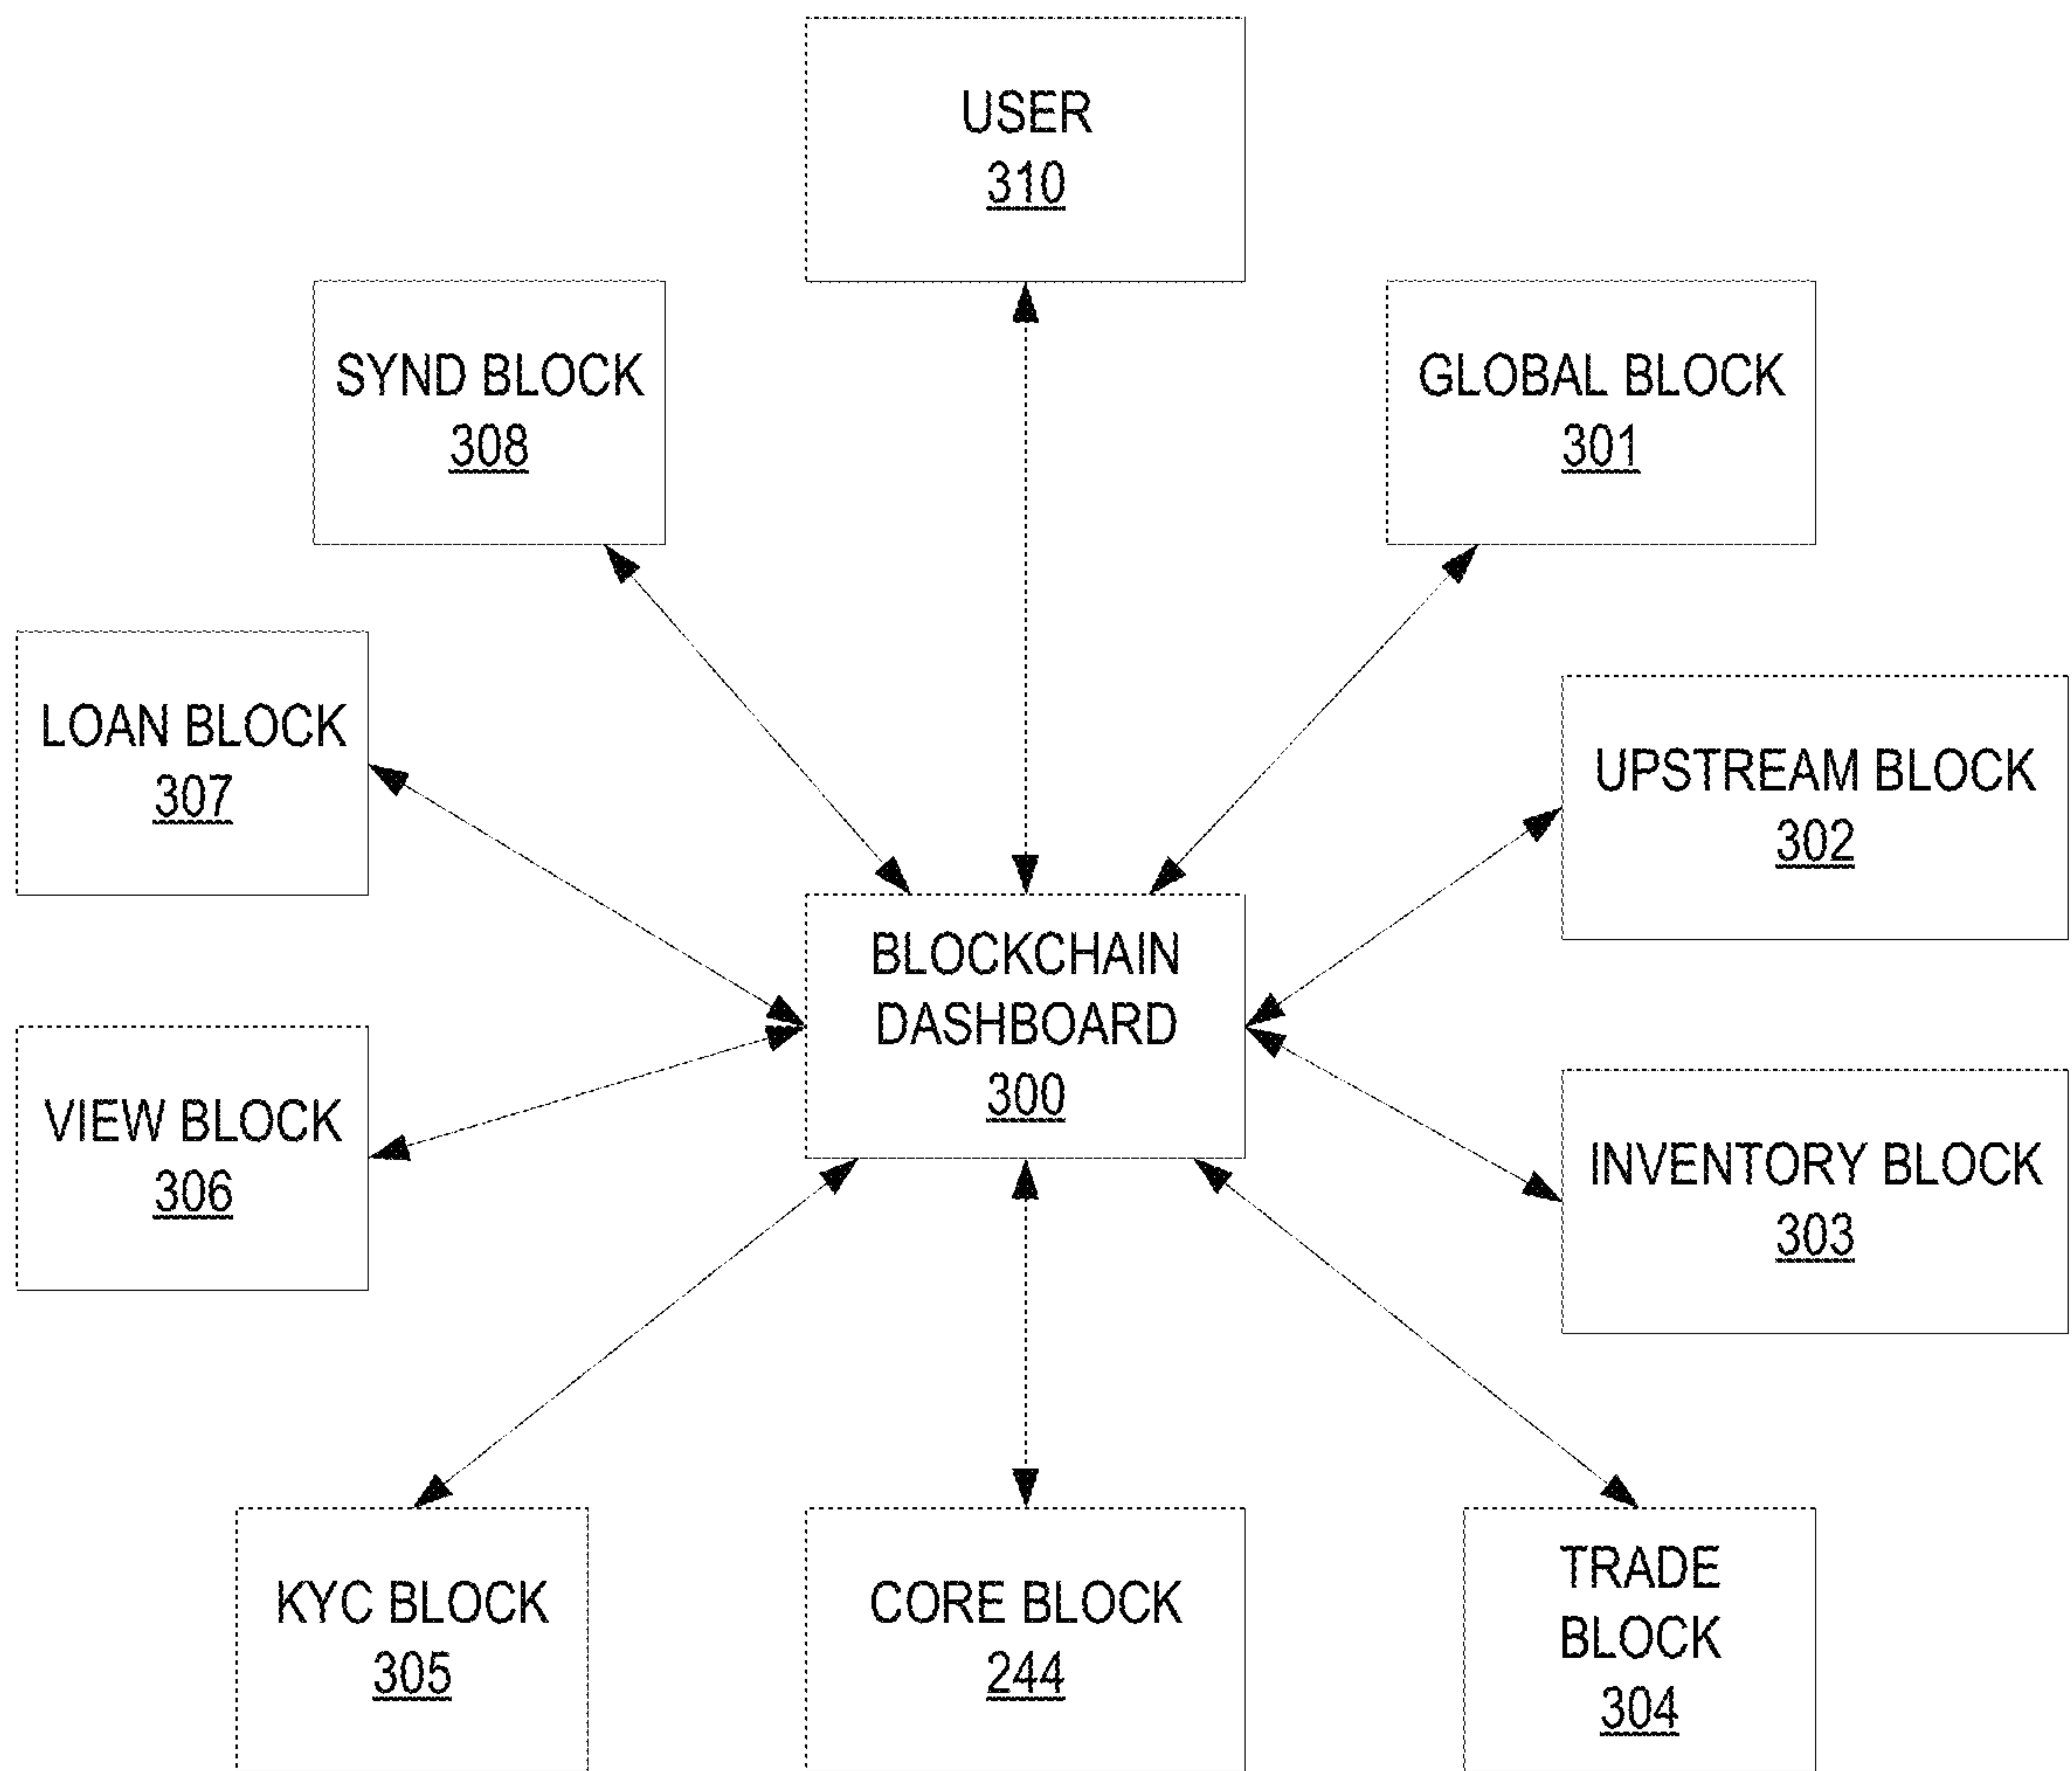 USER
310
SYND BLOCK
308
GLOBAL BLOCK
301
LOAN BLOCK
307
UPSTREAM BLOCK
302
BLOCKCHAIN
DASHBOARD
300
VIEW BLOCK
306
INVENTORY BLOCK
303
KYC BLOCK
305
CORE BLOCK
244
TRADE
BLOCK
304